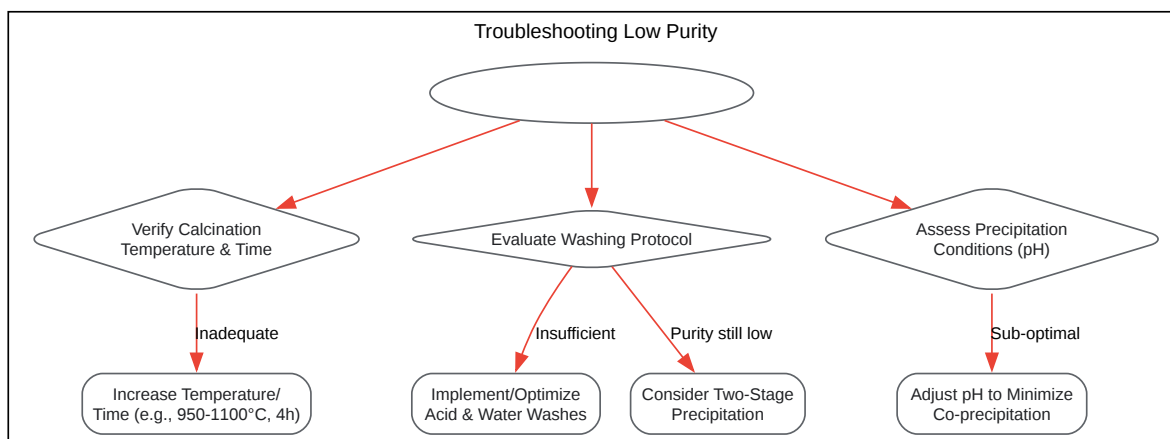 Troubleshooting Low Purity
Verify Calcination
Temperature & Time
Evaluate Washing Protocol
Assess Precipitation
Conditions (pH)
Inadequate
Insufficient
Purity still low
Sub-optimal
Increase Temperature/
Time (e.g., 950-1100°C, 4h)
Implement/Optimize
Acid & Water Washes
Consider Two-Stage
Precipitation
Adjust pH to Minimize
Co-precipitation